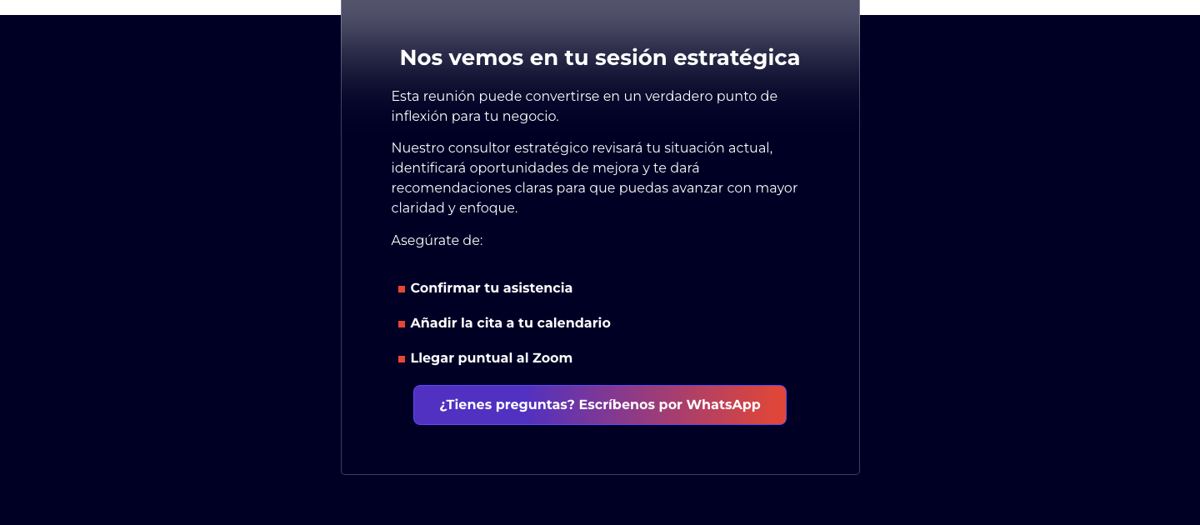 Nos vemos en tu sesión estratégica
Esta reunión puede convertirse en un verdadero punto de
inflexión para tu negocio.
Nuestro consultor estratégico revisará tu situación actual,
identificará oportunidades de mejora y te dará
recomendaciones claras para que puedas avanzar con mayor
claridad y enfoque.
Asegúrate de:
Confirmar tu asistencia
Añadir la cita a tu calendario
Llegar puntual al Zoom
¿Tienes preguntas? Escríbenos por WhatsApp